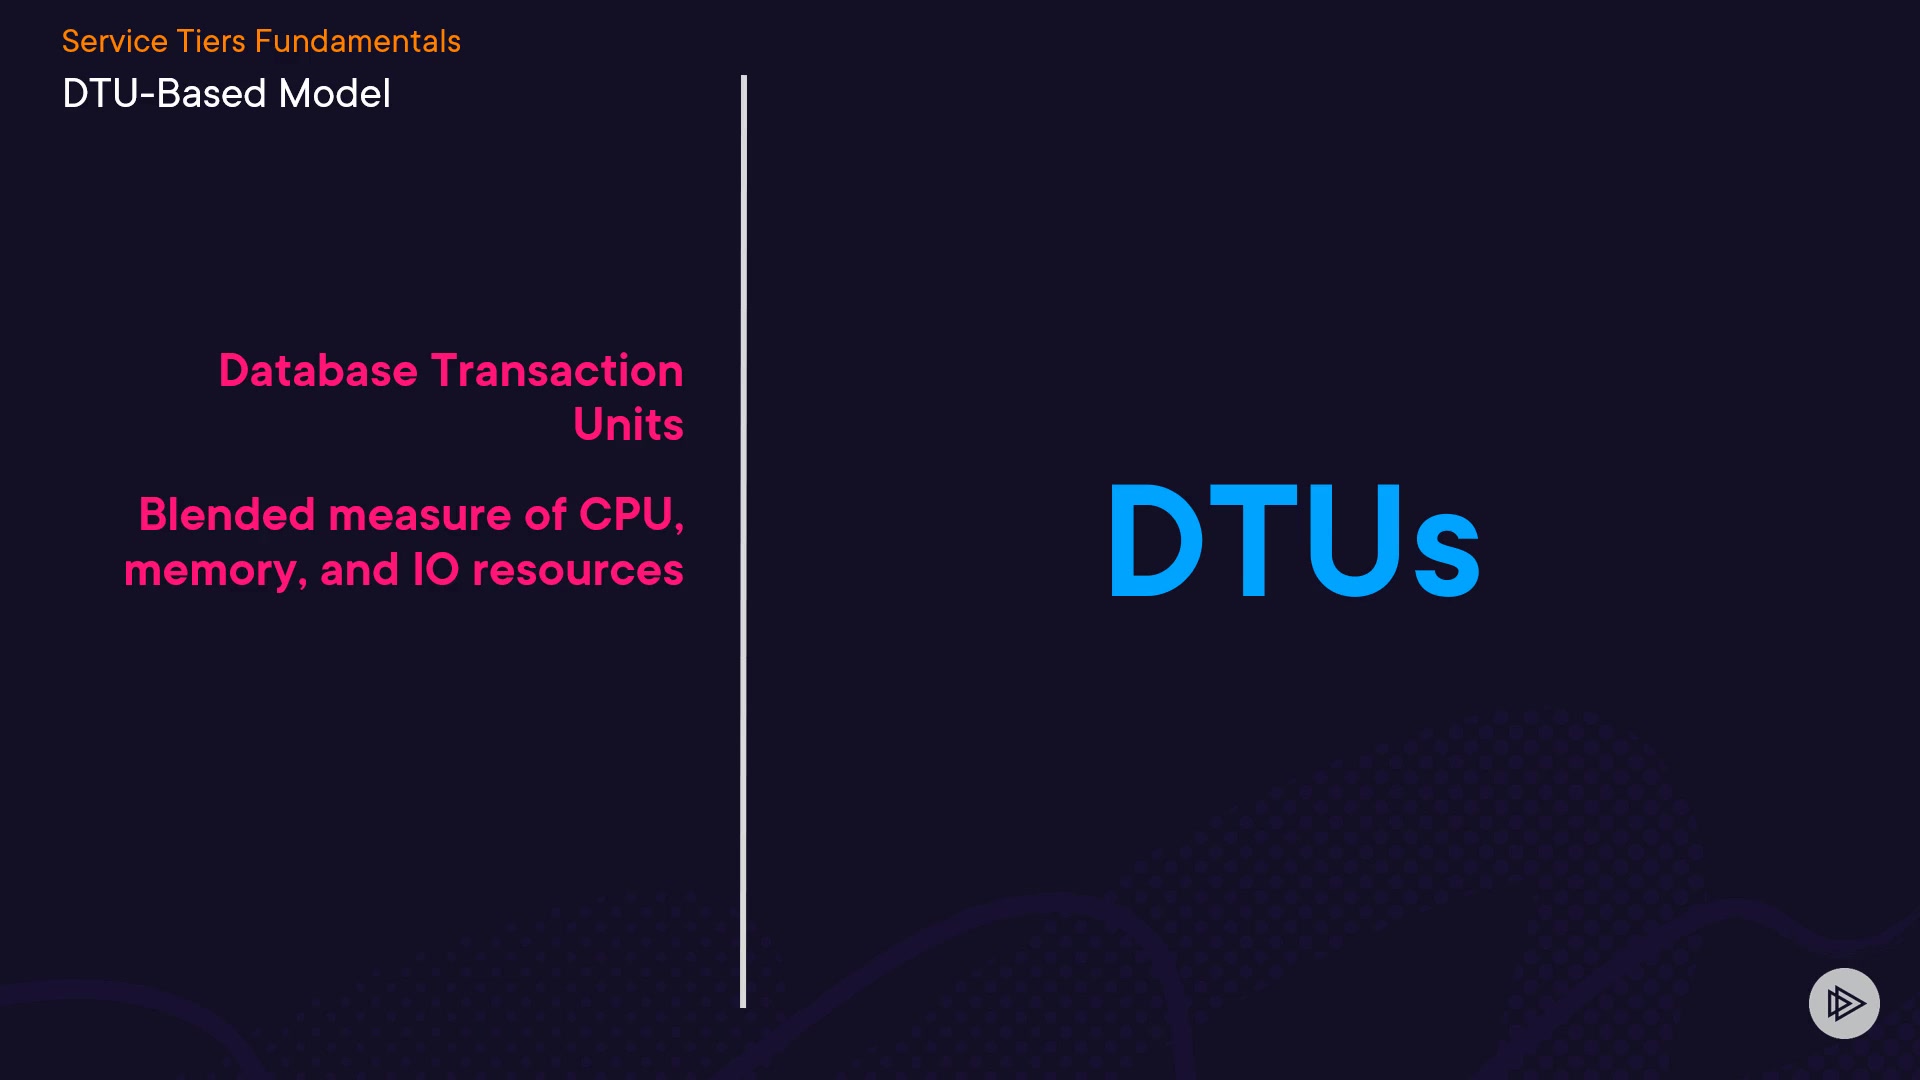 Service Tiers Fundamentals
DTU-Based Model
Database Transaction
Units
Blended measure of CPU,
memory, and IO resources
DTUs